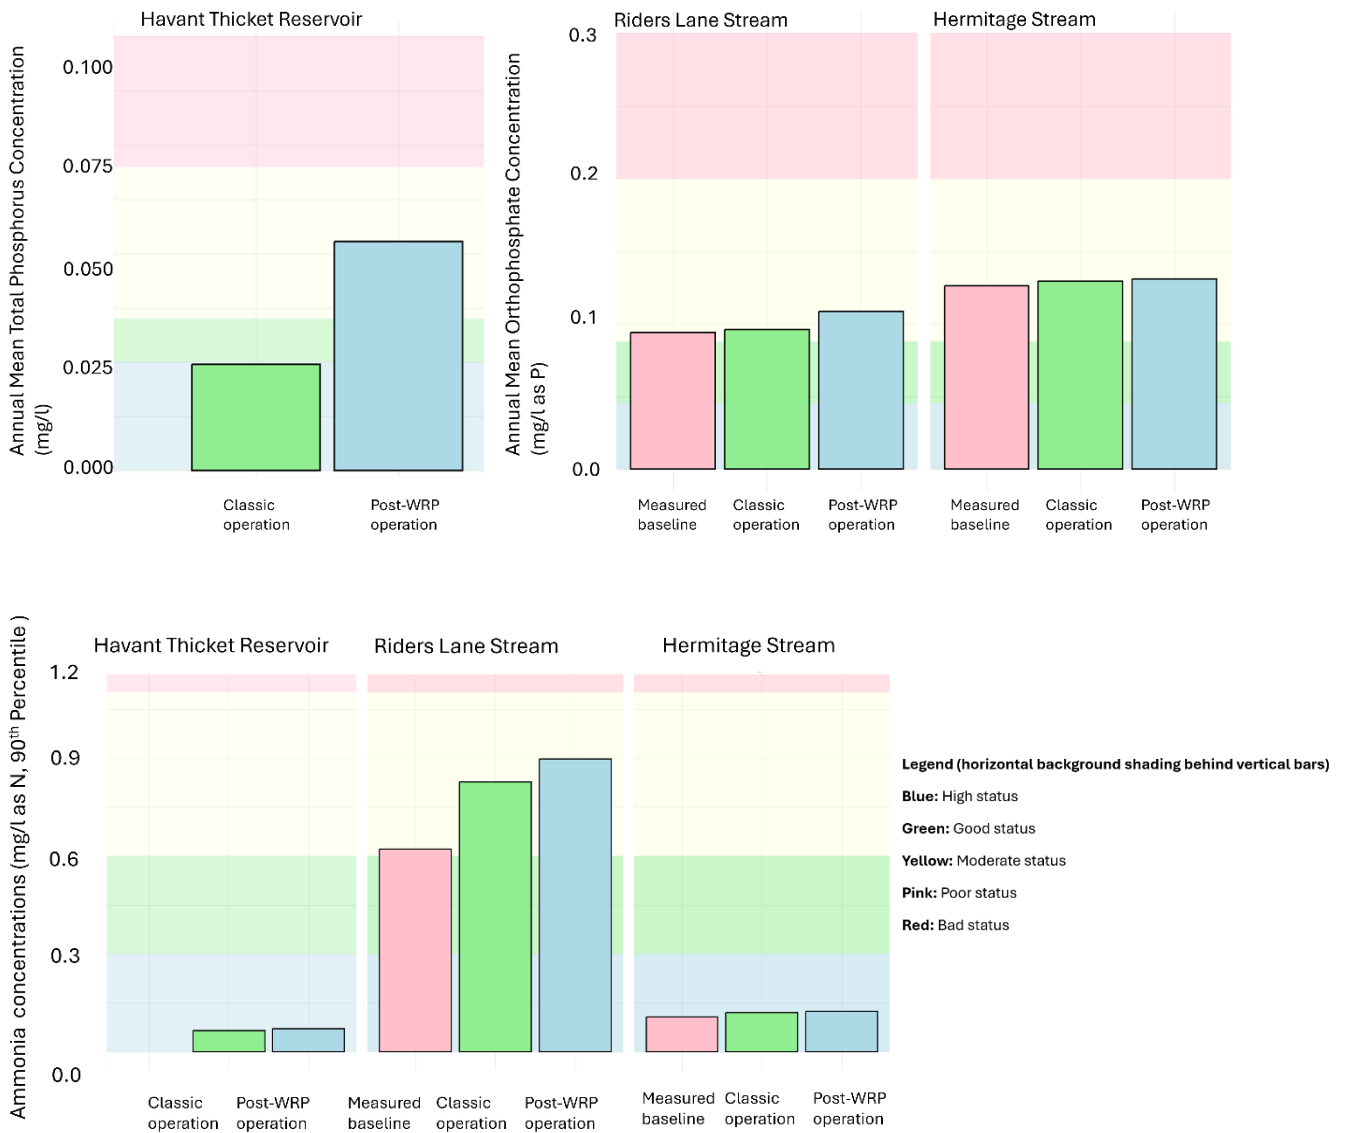 Havant Thicket Reservoir
Annual Mean Total Phosphorus Concentration
(mg/l)
0.100
0.075
0.050
0.025
0.000
Classic
operation
Post-WRP
operation
Riders Lane Stream
Hermitage Stream
Annual Mean Orthophosphate Concentration
(mg/l as P)
0.3
0.2
0.1
0.0
Measured
baseline
Classic
operation
Post-WRP
operation
Measured
baseline
Classic
operation
Post-WRP
operation
Havant Thicket Reservoir
Riders Lane Stream
Hermitage Stream
Ammonia concentrations (mg/l as N, 90th Percentile )
1.2
0.9
0.6
0.3
0.0
Classic
operation
Post-WRP
operation
Measured
baseline
Classic
operation
Post-WRP
operation
Measured
baseline
Classic
operation
Post-WRP
operation
Legend (horizontal background shading behind vertical bars)
Blue: High status
Green: Good status
Yellow: Moderate status
Pink: Poor status
Red: Bad status